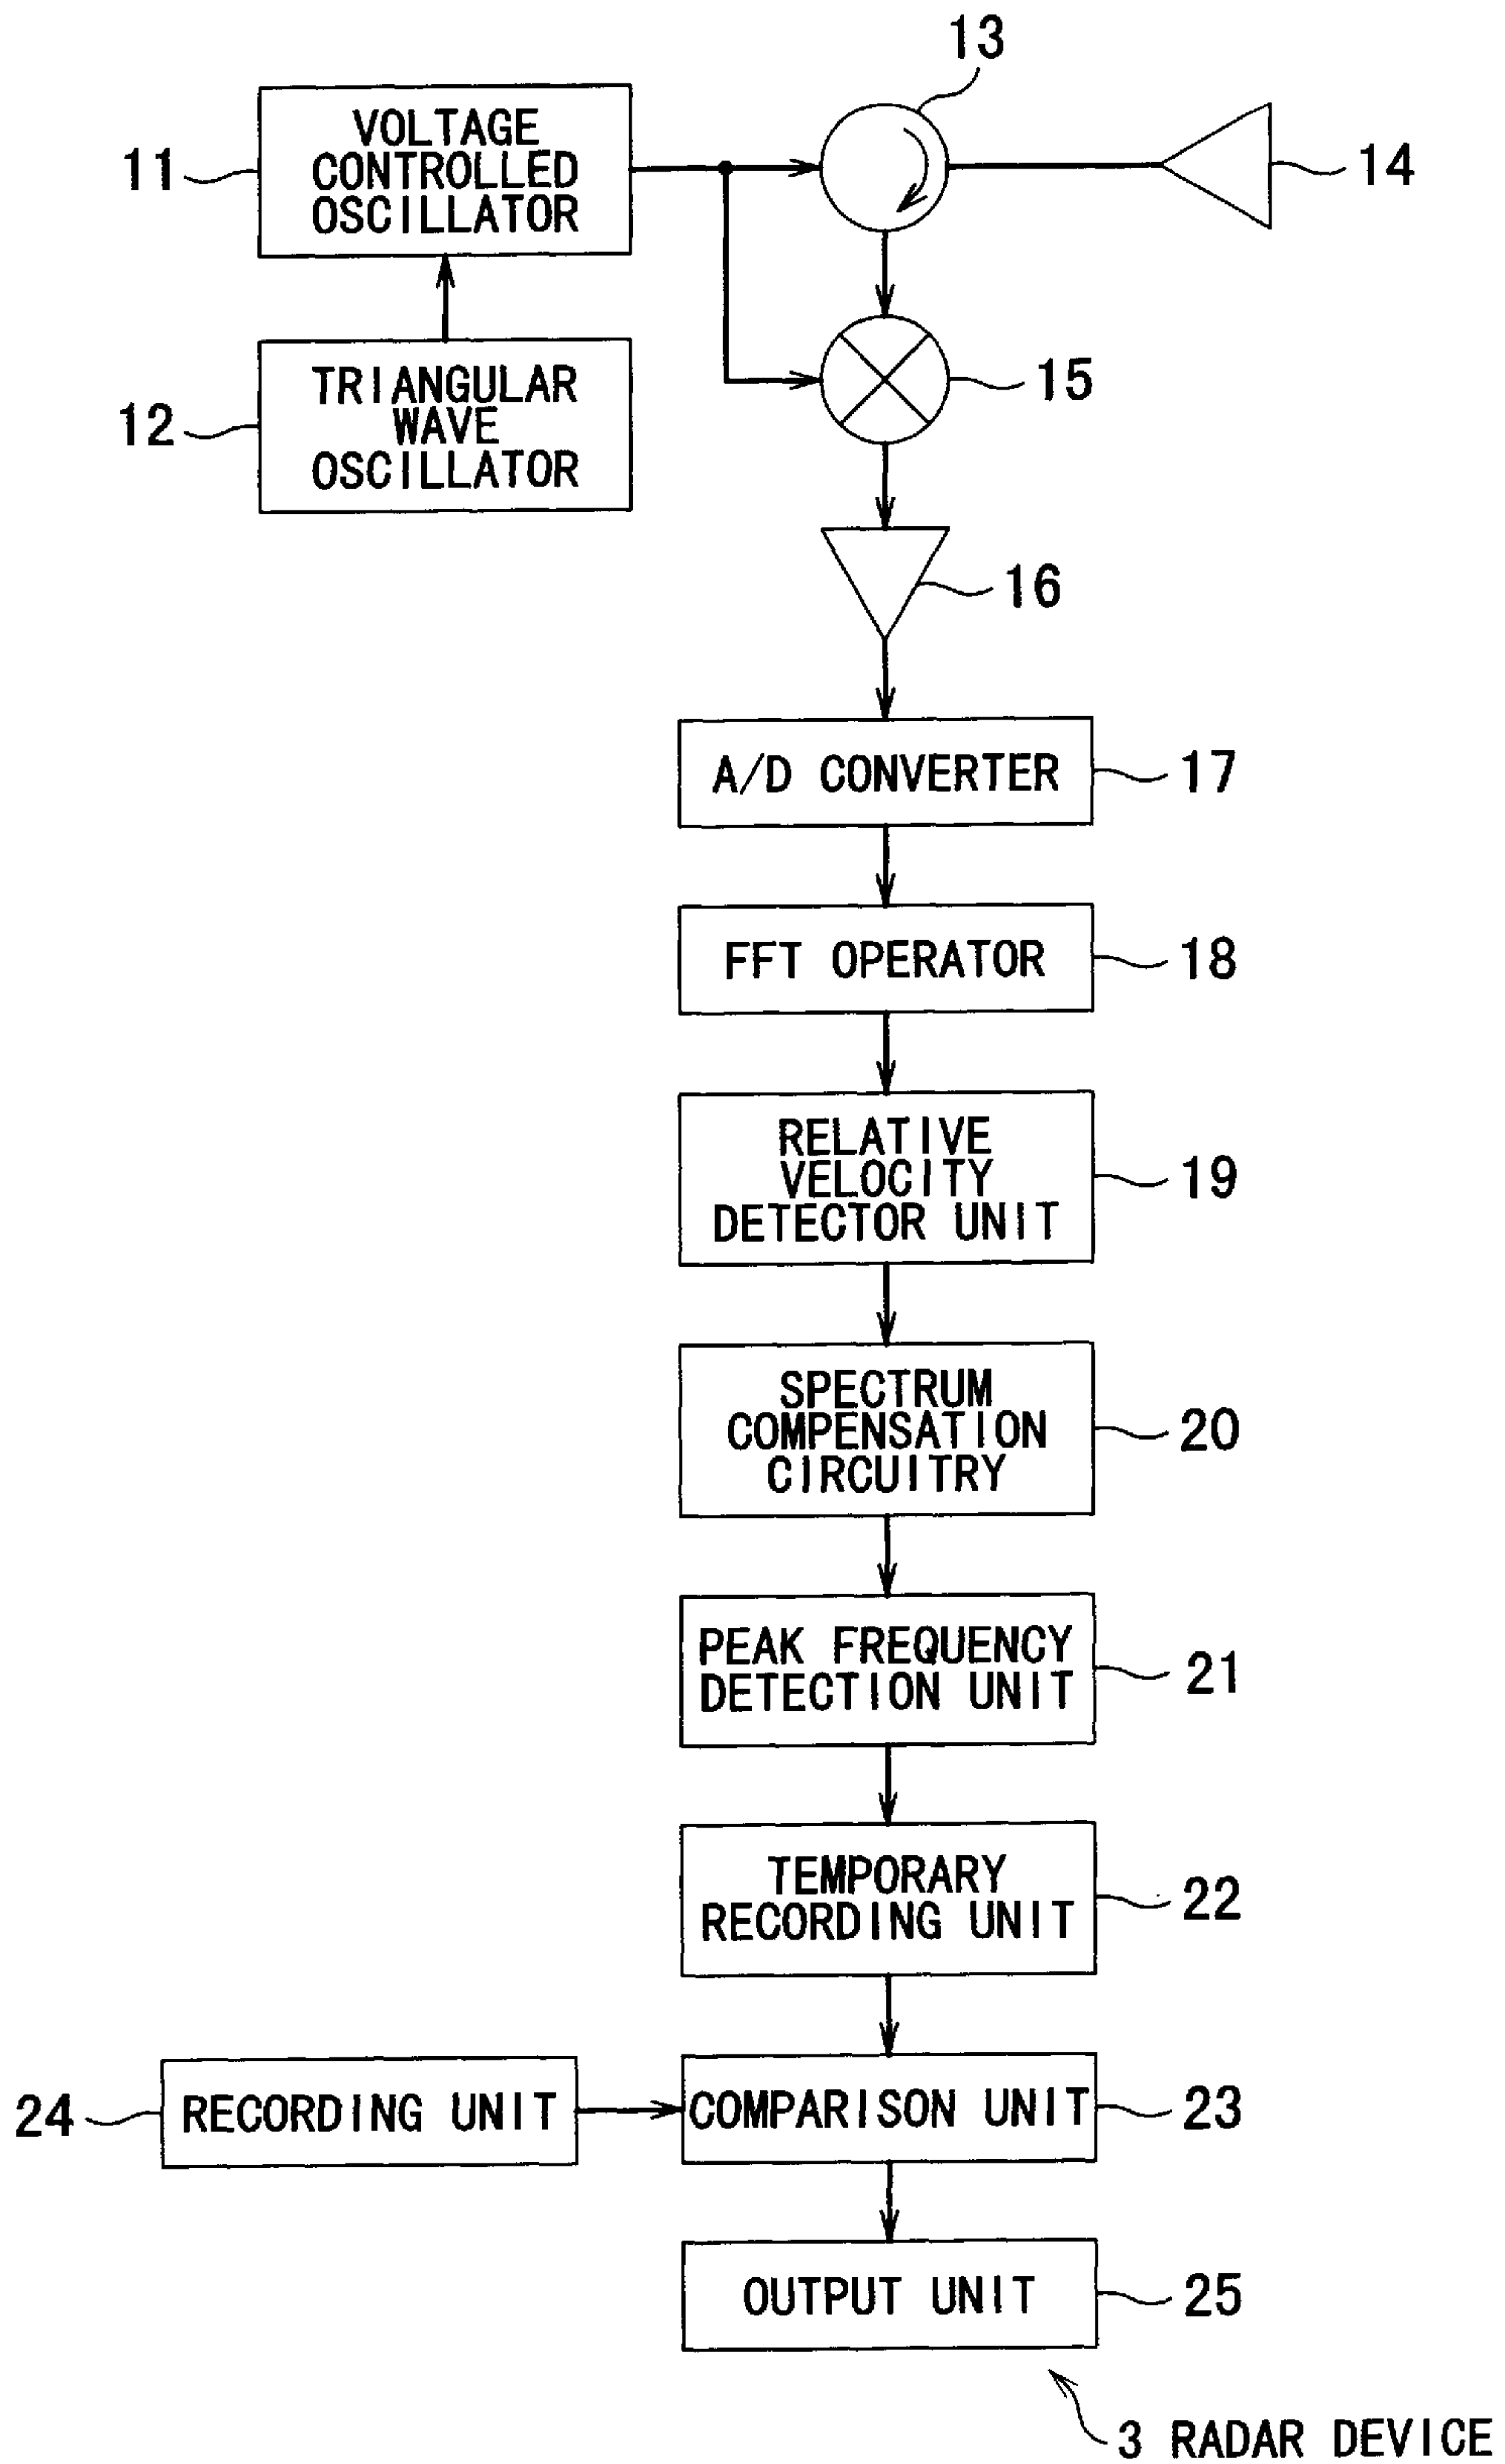 13
VOLTAGE
CONTROLLED
OSCILLATOR
11
14
TRIANGULAR
WAVE
OSCILLATOR
12
15
16
A/D CONVERTER
17
FFT OPERATOR
18
RELATIVE
VELOCITY
DETECTOR UNIT
19
SPECTRUM
COMPENSATION
CIRCUITRY
20
PEAK FREQUENCY
DETECTION UNIT
21
TEMPORARY
RECORDING UNIT
22
24
RECORDING UNIT
COMPARISON UNIT
23
OUTPUT UNIT
25
3 RADAR DEVICE